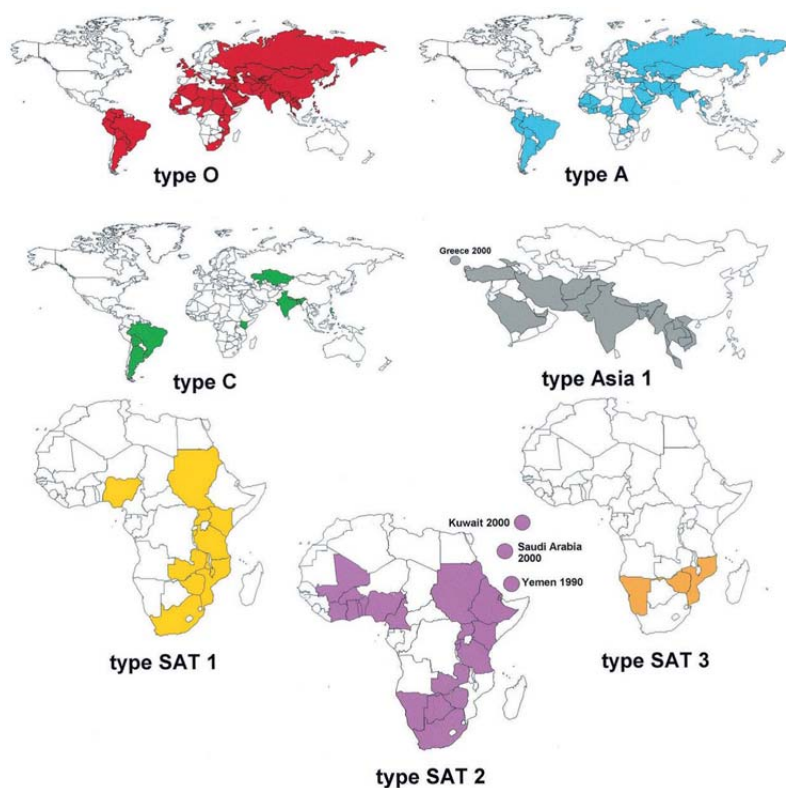 type O
type A
type C
Greece 2000
type Asia 1
type SAT 1
Kuwait 2000
Saudi Arabia
2000
Yemen 1990
type SAT 2
type SAT 3